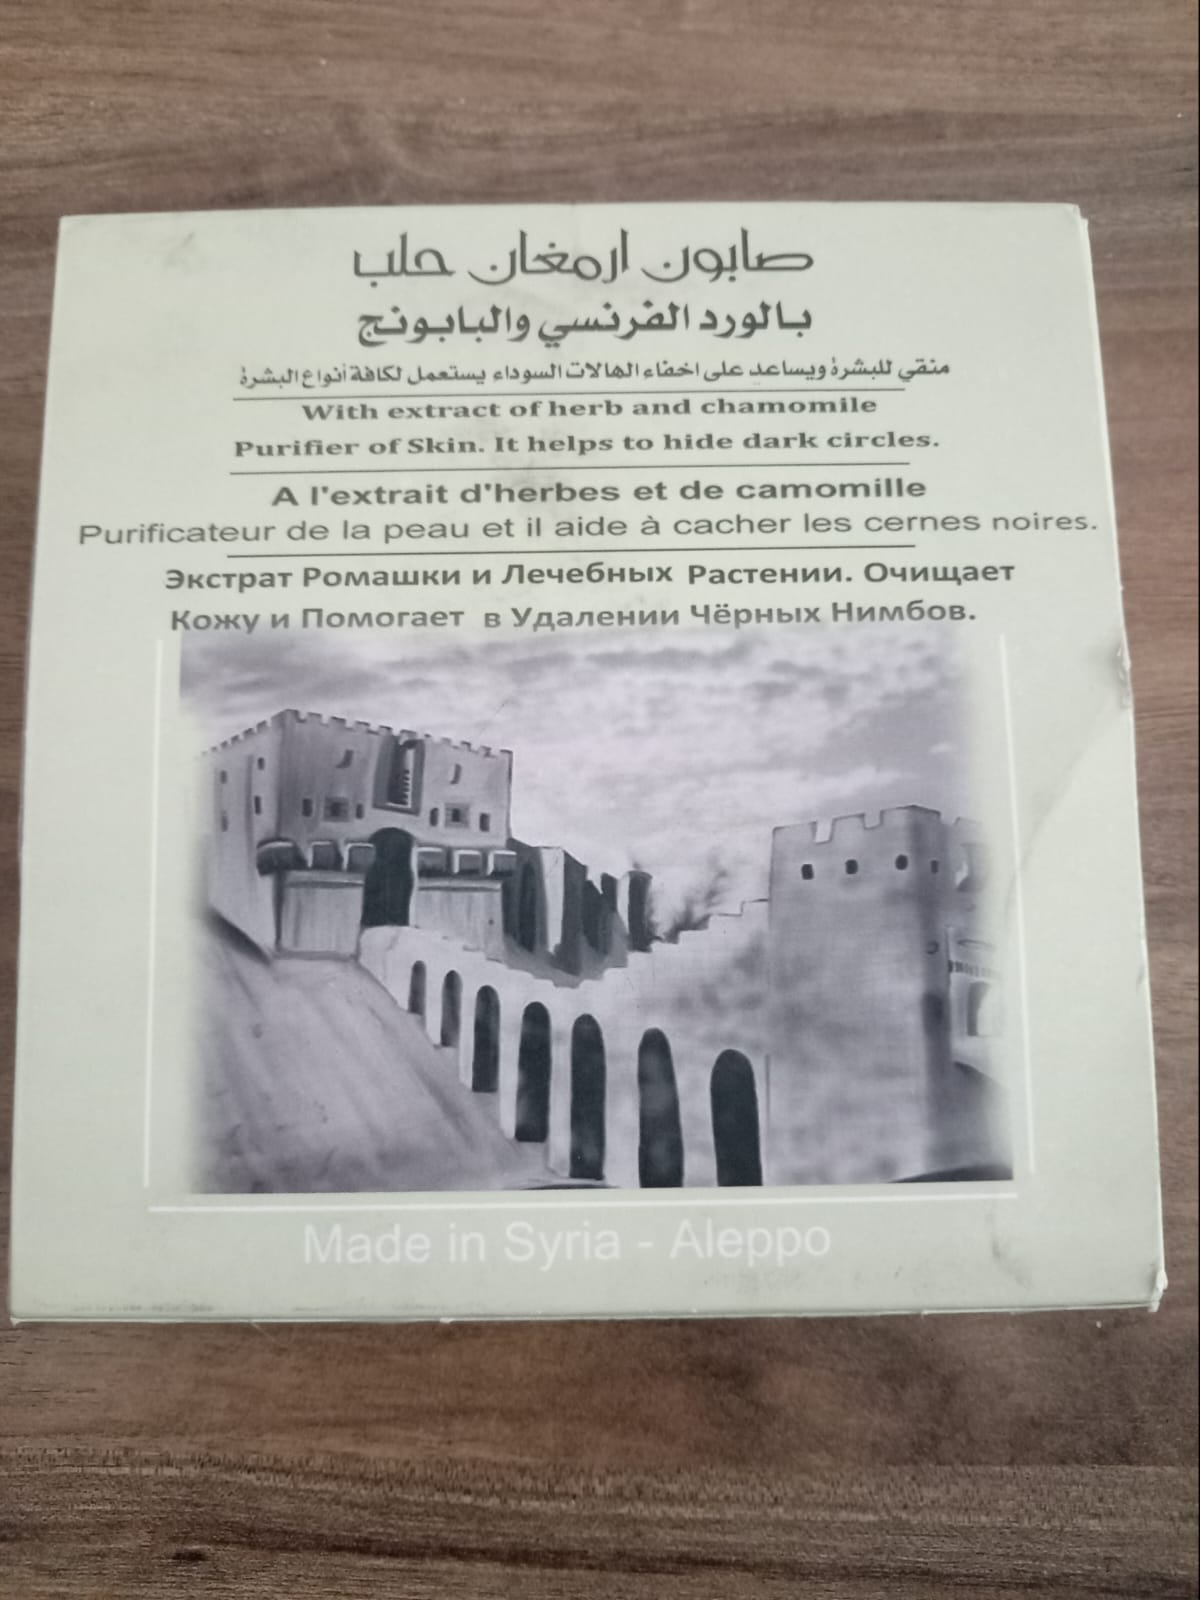 صابون ارمغان حلب
بالورد الفرنسي والبابونج
منقي للبشرة ويساعد على اخفاء الهالات السوداء يستعمل لكافة أنواع البشرة
With extract of herb and chamomile
Purifier of Skin. It helps to hide dark circles.
A l'extrait d'herbes et de camomille
Purificateur de la peau et il aide à cacher les cernes noires.
Экстрат Ромашки и Лечебных Растении. Очищает
Кожу и Помогает в Удалении Чёрных Нимбов.
Made in Syria - Aleppo